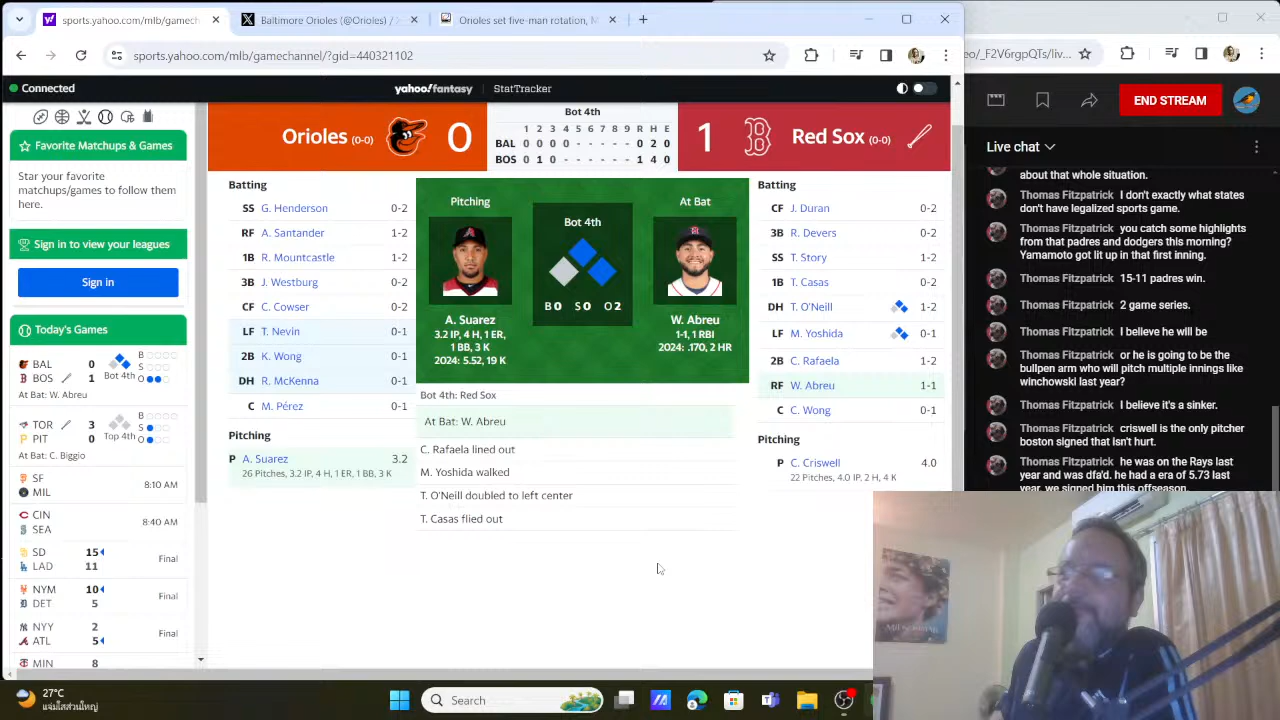 sports.yahoo.com/mlb/gamech
Baltimore Orioles (@Orioles) /
Orioles set five-man rotation, M
sports.yahoo.com/mlb/gamechannel/?gid=440321102
eo/_F2V6rgpQTs/liv
Connected
yahoo!fantasy
StatTracker
Favorite Matchups & Games
Star your favorite
matchups/games to follow them
here.
Sign in to view your leagues
Sign in
Today's Games
BAL 0
BOS 1
Bot 4th
B
S
O
At Bat: W. Abreu
TOR 3
PIT 0
Top 4th
B
S
O
At Bat: C. Biggio
SF
MIL
8:10 AM
CIN
SEA
8:40 AM
SD 15
LAD 11
Final
NYM 10
DET 5
Final
NYY 2
ATL 5
Final
MIN 8
Orioles (0-0)
0
Bot 4th
1 2 3 4 5 6 7 8 9 R H E
BAL 0 0 0 0 - - - - - 0 2 0
BOS 0 1 0 - - - - - - 1 4 0
1
B
Red Sox (0-0)
Batting
SS G. Henderson 0-2
RF A. Santander 1-2
1B R. Mountcastle 1-2
3B J. Westburg 0-2
CF C. Cowser 0-2
LF T. Nevin 0-1
2B K. Wong 0-1
DH R. McKenna 0-1
C M. Pérez 0-1
Pitching
P A. Suarez 3.2
26 Pitches, 3.2 IP, 4 H, 1 ER, 1 BB, 3 K
Pitching
A. Suarez
3.2 IP, 4 H, 1 ER,
1 BB, 3 K
2024: 5.52, 19 K
Bot 4th
B 0 S 0 O 2
At Bat
W. Abreu
1-1, 1 RBI
2024: .170, 2 HR
Bot 4th: Red Sox
At Bat: W. Abreu
C. Rafaela lined out
M. Yoshida walked
T. O'Neill doubled to left center
T. Casas flied out
Batting
CF J. Duran 0-2
3B R. Devers 0-2
SS T. Story 1-2
1B T. Casas 0-2
DH T. O'Neill 1-2
LF M. Yoshida 0-1
2B C. Rafaela 1-2
RF W. Abreu 1-1
C C. Wong 0-1
Pitching
P C. Criswell 4.0
22 Pitches, 4.0 IP, 2 H, 4 K
END STREAM
Live chat
about that whole situation.
Thomas Fitzpatrick I don't exactly what states
don't have legalized sports game.
Thomas Fitzpatrick you catch some highlights
from that padres and dodgers this morning?
Yamamoto got lit up in that first inning.
Thomas Fitzpatrick 15-11 padres win.
Thomas Fitzpatrick 2 game series.
Thomas Fitzpatrick I believe he will be
Thomas Fitzpatrick or he is going to be the
bullpen arm who will pitch multiple innings like
winchowski last year?
Thomas Fitzpatrick I believe it's a sinker.
Thomas Fitzpatrick criswell is the only pitcher
boston signed that isn't hurt.
Thomas Fitzpatrick he was on the Rays last
year and was dfa'd. he had a era of 5.73 last
year. we signed him this offseason.
27°C
Search